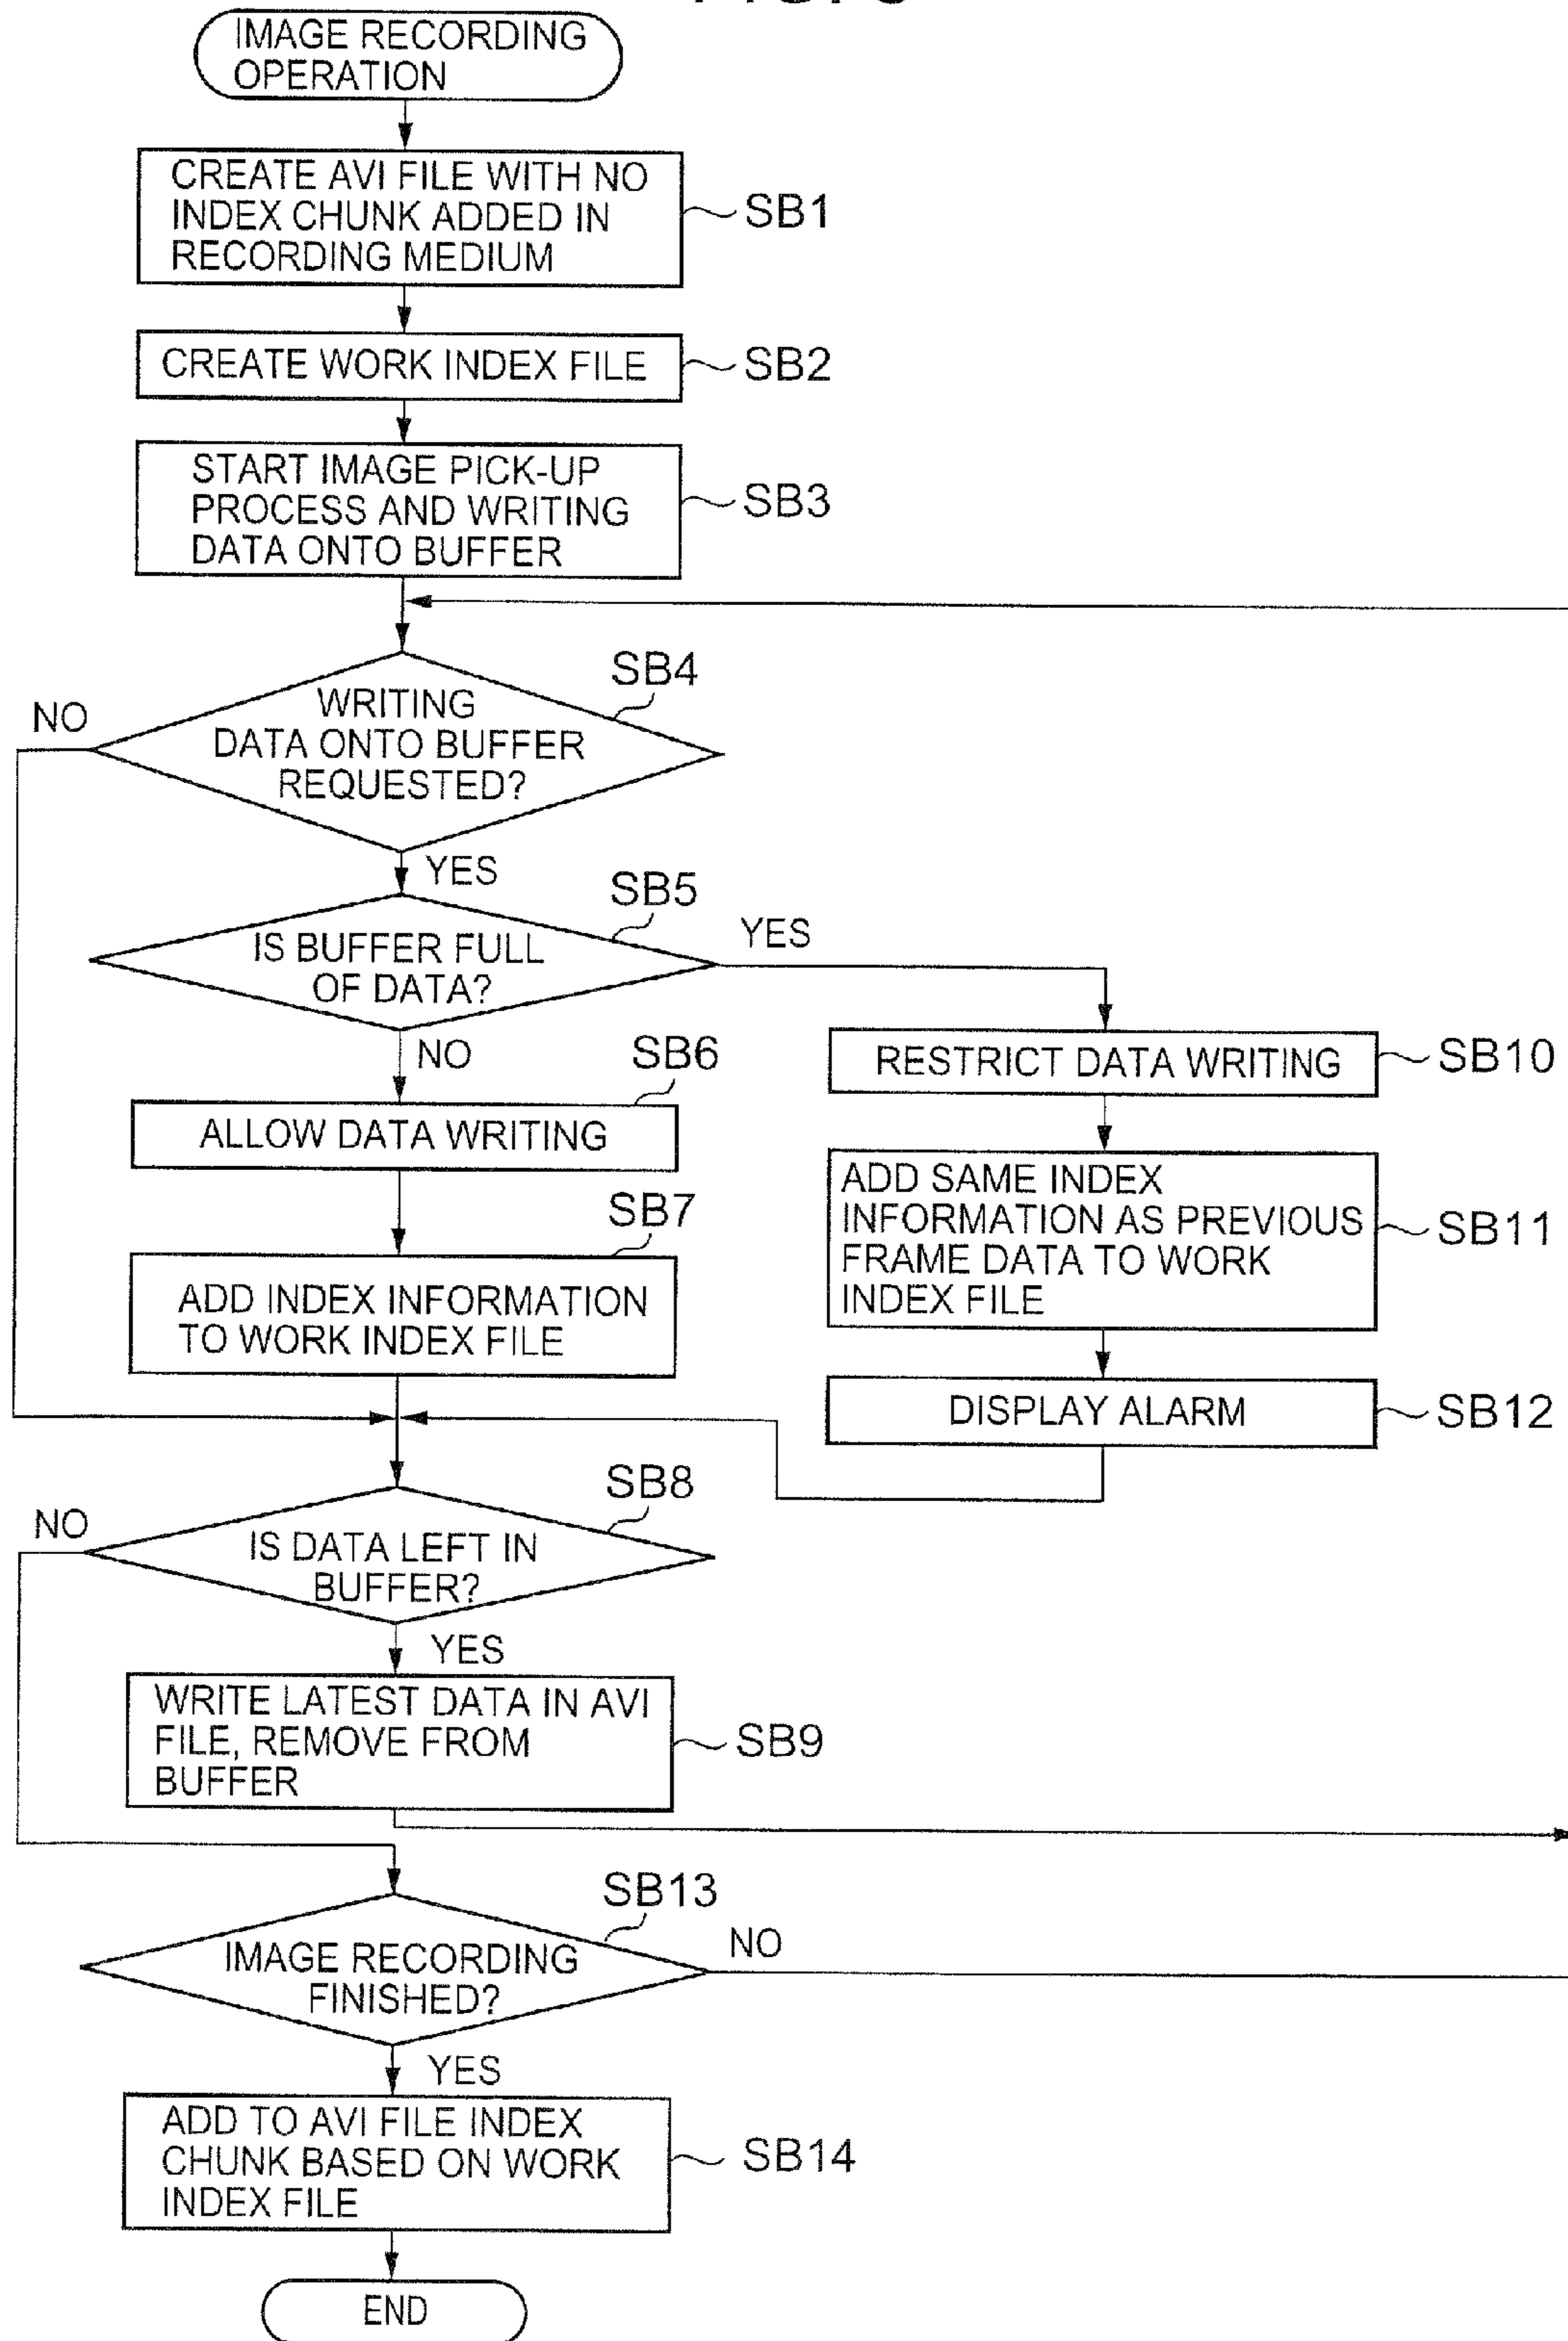 IMAGE RECORDING
OPERATION
CREATE AVI FILE WITH NO
INDEX CHUNK ADDED IN
RECORDING MEDIUM
SB1
CREATE WORK INDEX FILE
SB2
START IMAGE PICK-UP
PROCESS AND WRITING
DATA ONTO BUFFER
SB3
SB4
NO
WRITING
DATA ONTO BUFFER
REQUESTED?
YES
SB5
YES
IS BUFFER FULL
OF DATA?
NO
SB6
ALLOW DATA WRITING
SB7
ADD INDEX INFORMATION
TO WORK INDEX FILE
RESTRICT DATA WRITING
SB10
ADD SAME INDEX
INFORMATION AS PREVIOUS
FRAME DATA TO WORK
INDEX FILE
SB11
DISPLAY ALARM
SB12
SB8
NO
IS DATA LEFT IN
BUFFER?
YES
WRITE LATEST DATA IN AVI
FILE, REMOVE FROM
BUFFER
SB9
SB13
NO
IMAGE RECORDING
FINISHED?
YES
ADD TO AVI FILE INDEX
CHUNK BASED ON WORK
INDEX FILE
SB14
END